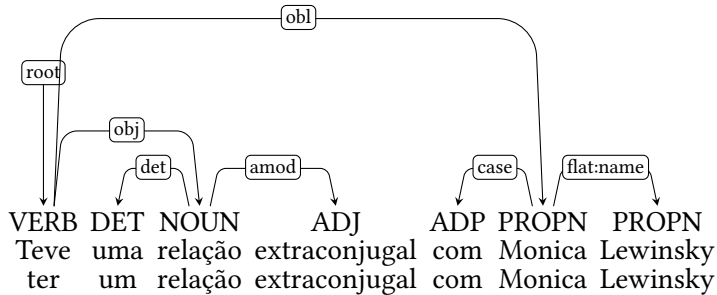 obl
root
obj
det amod case flat:name
VERB DET NOUN ADJ ADP PROPN PROPN
Teve uma relação extraconjugal com Monica Lewinsky
ter um relação extraconjugal com Monica Lewinsky